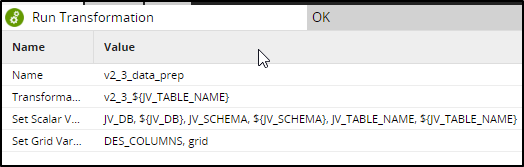 Run Transformation OK
Name Value
Name v2_3_data_prep
Transforma... v2_3_${JV_TABLE_NAME}
Set Scalar V... JV_DB, ${JV_DB}, JV_SCHEMA, ${JV_SCHEMA}, JV_TABLE_NAME, ${JV_TABLE_NAME}
Set Grid Var... DES_COLUMNS, grid